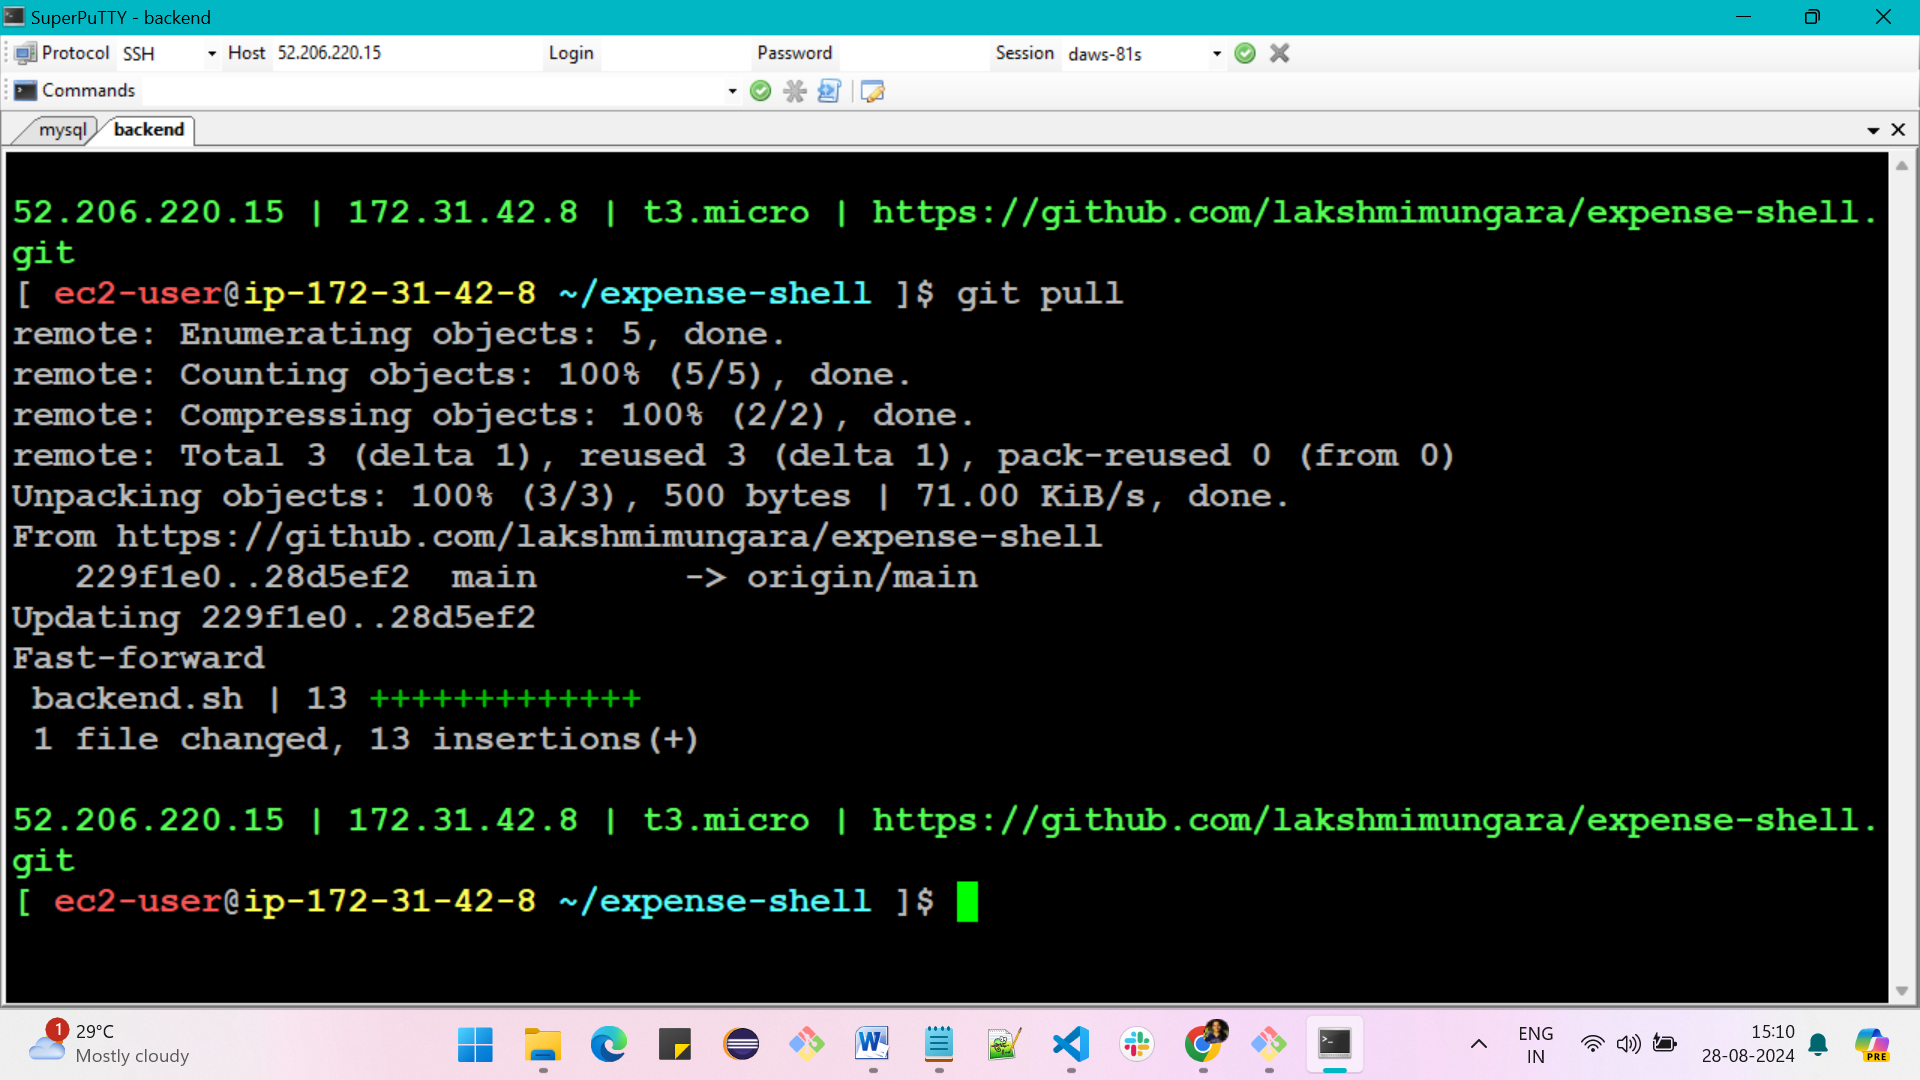 SuperPuTTY - backend
Protocol SSH Host 52.206.220.15 Login Password Session daws-81s
Commands
mysql backend
52.206.220.15 | 172.31.42.8 | t3.micro | https://github.com/lakshmimungara/expense-shell.
git
[ ec2-user@ip-172-31-42-8 ~/expense-shell ]$ git pull
remote: Enumerating objects: 5, done.
remote: Counting objects: 100% (5/5), done.
remote: Compressing objects: 100% (2/2), done.
remote: Total 3 (delta 1), reused 3 (delta 1), pack-reused 0 (from 0)
Unpacking objects: 100% (3/3), 500 bytes | 71.00 KiB/s, done.
From https://github.com/lakshmimungara/expense-shell
   229f1e0..28d5ef2  main       -> origin/main
Updating 229f1e0..28d5ef2
Fast-forward
 backend.sh | 13 +++++++++++++
 1 file changed, 13 insertions(+)
52.206.220.15 | 172.31.42.8 | t3.micro | https://github.com/lakshmimungara/expense-shell.
git
[ ec2-user@ip-172-31-42-8 ~/expense-shell ]$
1 29°C
Mostly cloudy
ENG
IN
15:10
28-08-2024
PRE